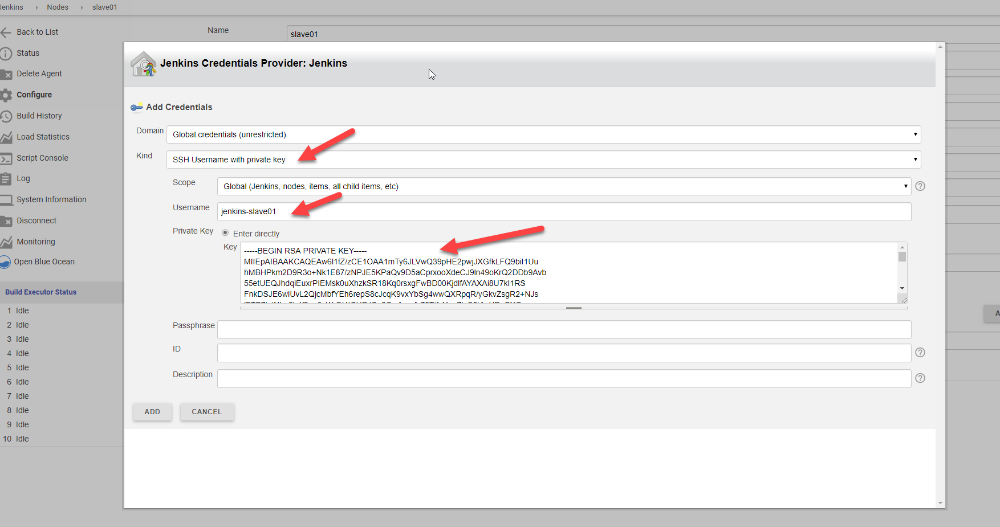 Jenkins
Nodes
slave01
Back to List
Status
Delete Agent
Configure
Build History
Load Statistics
Script Console
Log
System Information
Disconnect
Monitoring
Open Blue Ocean
Build Executor Status
1 Idle
2 Idle
3 Idle
4 Idle
5 Idle
6 Idle
7 Idle
8 Idle
9 Idle
10 Idle
Name
slave01
Jenkins Credentials Provider: Jenkins
Add Credentials
Domain
Global credentials (unrestricted)
Kind
SSH Username with private key
Scope
Global (Jenkins, nodes, items, all child items, etc)
Username
jenkins-slave01
Private Key
Enter directly
Key
-----BEGIN RSA PRIVATE KEY-----
MIIEpAIBAAKCAQEAw6I1fZ/zCE1OAA1mTy6JLVwQ39pHE2pwjJXGfkLFQ9biI1Uu
hMBHPkm2D9R3o+Nk1E87/zNPJE5KPaQv9D5aCprxooXdeCJ9ln49oKrQ2DDb9Avb
55etUEQJhdqiEuxrPIEMsk0uXhzkSR18Kq0rsxgFwBD00KjdlfAYAXAi8U7kI1RS
FnkDSJE6wiUvL2QjcMbfYEh6repS8cJcqK9vxYbSg4wwQXRpqR/yGkvZsgR2+NJs
Passphrase
ID
Description
ADD
CANCEL